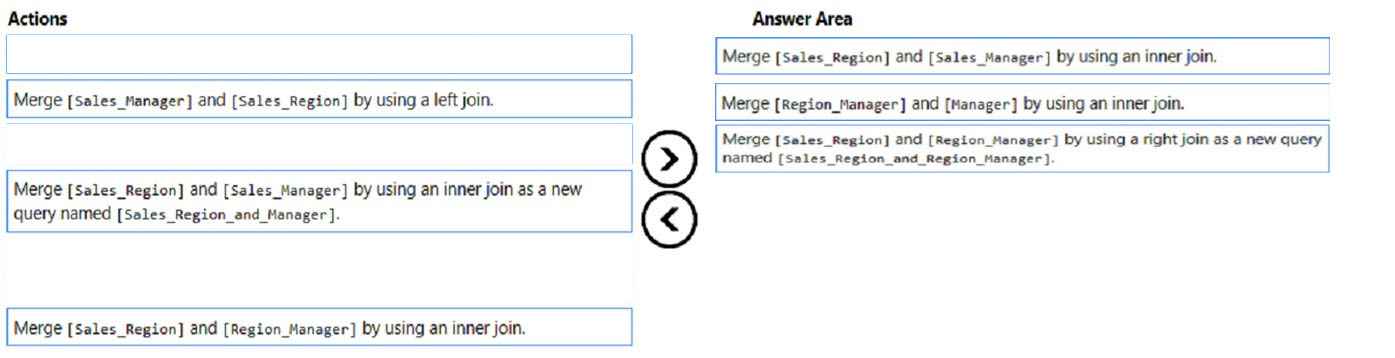 Actions
Merge [Sales_Manager] and [Sales_Region] by using a left join.
Merge [Sales_Region] and [Sales_Manager] by using an inner join as a new
query named [Sales_Region_and_Manager].
Merge [Sales_Region] and [Region_Manager] by using an inner join.
Answer Area
Merge [Sales_Region] and [Sales_Manager] by using an inner join.
Merge [Region_Manager] and [Manager] by using an inner join.
Merge [Sales_Region] and [Region_Manager] by using a right join as a new query
named [Sales_Region_and_Region_Manager].